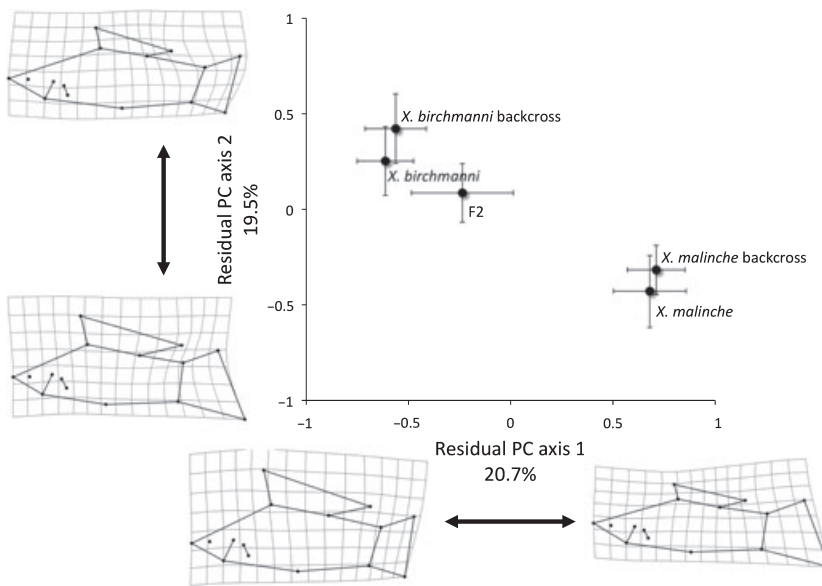 1
0.5
0
−0.5
−1
Residual PC axis 2
19.5%
X. birchmanni backcross
X. birchmanni
F2
X. malinche backcross
X. malinche
−1
−0.5
0
0.5
1
Residual PC axis 1
20.7%